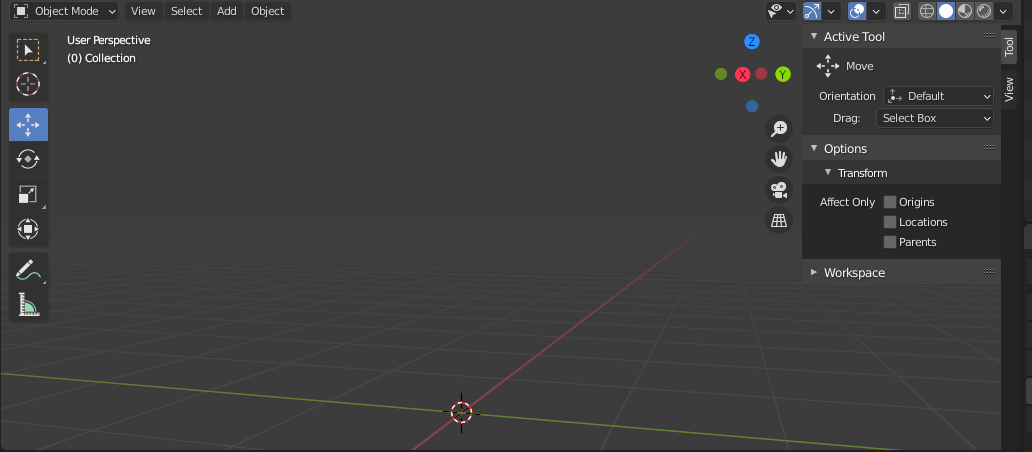 Object Mode View Select Add Object
User Perspective
(0) Collection
Z
X Y
Active Tool
Move
Orientation Default
Drag: Select Box
Options
Transform
Affect Only Origins
Locations
Parents
Workspace
Tool
View